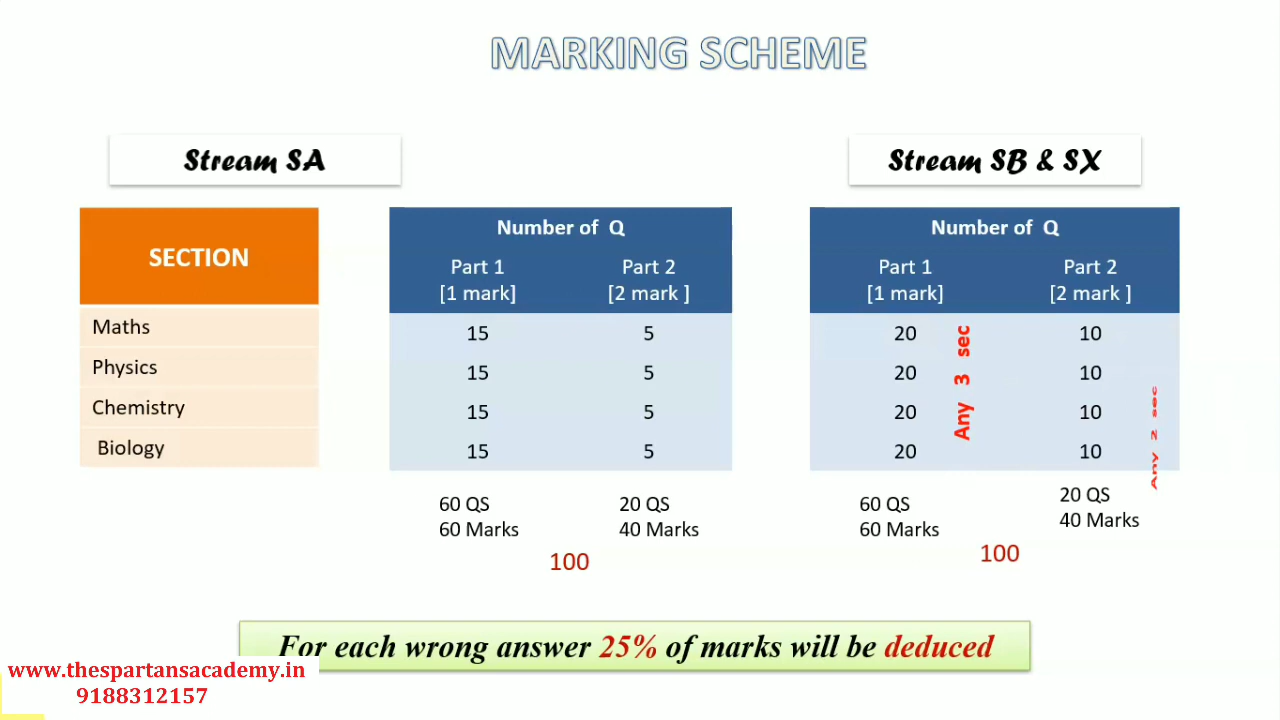 MARKING SCHEME
Stream SA
Stream SB & SX
SECTION
Maths
Physics
Chemistry
Biology
Number of Q
Part 1 Part 2
[1 mark] [2 mark ]
15 5
15 5
15 5
15 5
60 QS 20 QS
60 Marks 40 Marks
100
Number of Q
Part 1 Part 2
[1 mark] [2 mark ]
20 10
20 10
20 10
20 10
Any 3 sec
Any 2 sec
60 QS 20 QS
60 Marks 40 Marks
100
For each wrong answer 25% of marks will be deduced
www.thespartansacademy.in
9188312157